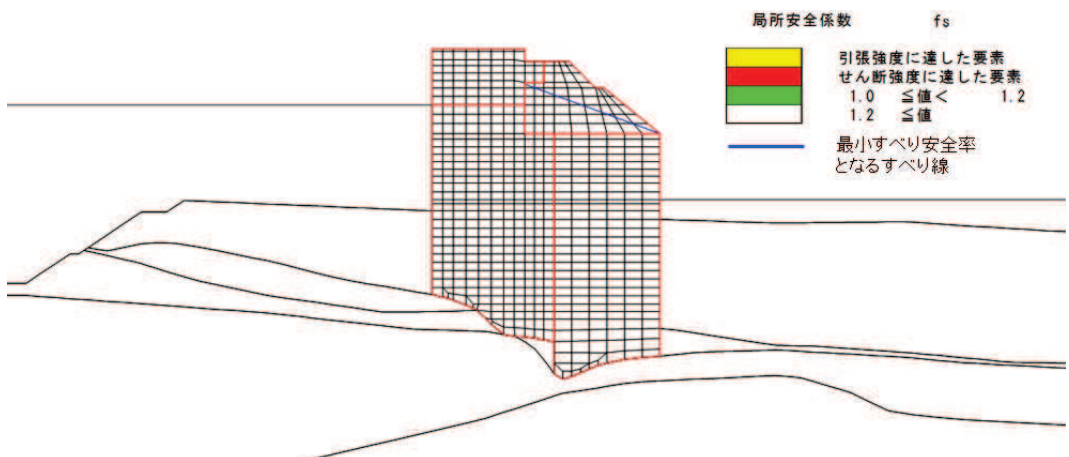 局所安全係数 fs
引張強度に達した要素
せん断強度に達した要素
1.0 ≦値< 1.2
1.2 ≦値
最小すべり安全率
となるすべり線